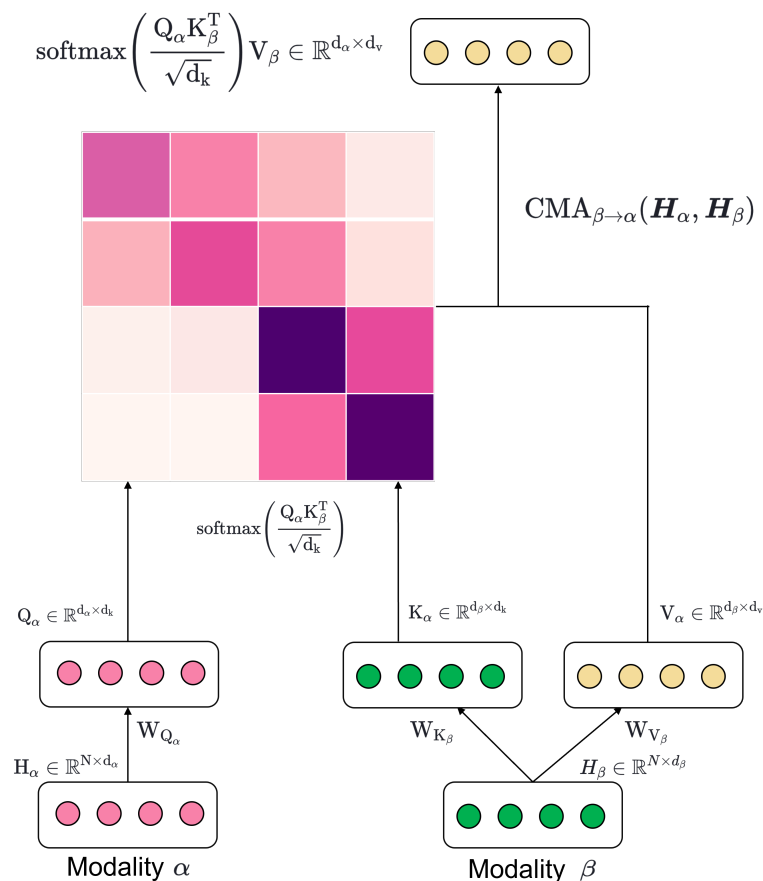 softmax(Q_α K_β^T / √d_k) V_β ∈ ℝ^{d_α×d_v}
CMA_{β→α}(H_α, H_β)
softmax(Q_α K_β^T / √d_k)
Q_α ∈ ℝ^{d_α×d_k}
K_α ∈ ℝ^{d_β×d_k}
V_α ∈ ℝ^{d_β×d_v}
W_{Q_α}
W_{K_β}
W_{V_β}
H_α ∈ ℝ^{N×d_α}
H_β ∈ ℝ^{N×d_β}
Modality α
Modality β